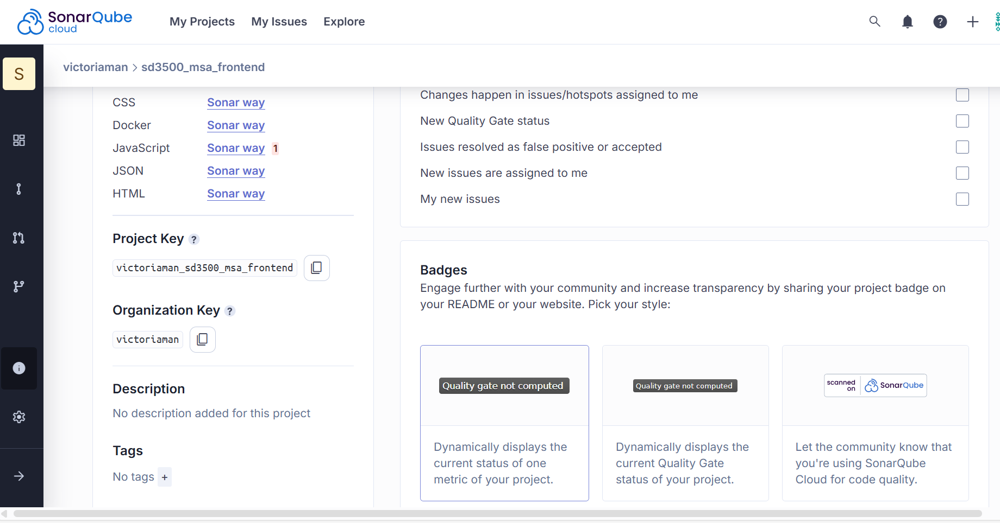 SonarQube cloud
My Projects
My Issues
Explore
?
S
victoriaman > sd3500_msa_frontend
CSS Sonar way
Docker Sonar way
JavaScript Sonar way 1
JSON Sonar way
HTML Sonar way
Project Key ?
victoriaman_sd3500_msa_frontend
Organization Key ?
victoriaman
Description
No description added for this project
Tags
No tags +
Changes happen in issues/hotspots assigned to me
New Quality Gate status
Issues resolved as false positive or accepted
New issues are assigned to me
My new issues
Badges
Engage further with your community and increase transparency by sharing your project badge on
your README or your website. Pick your style:
Quality gate not computed
Dynamically displays the
current status of one
metric of your project.
Quality gate not computed
Dynamically displays the
current Quality Gate
status of your project.
scanned
on SonarQube
Let the community know that
you're using SonarQube
Cloud for code quality.